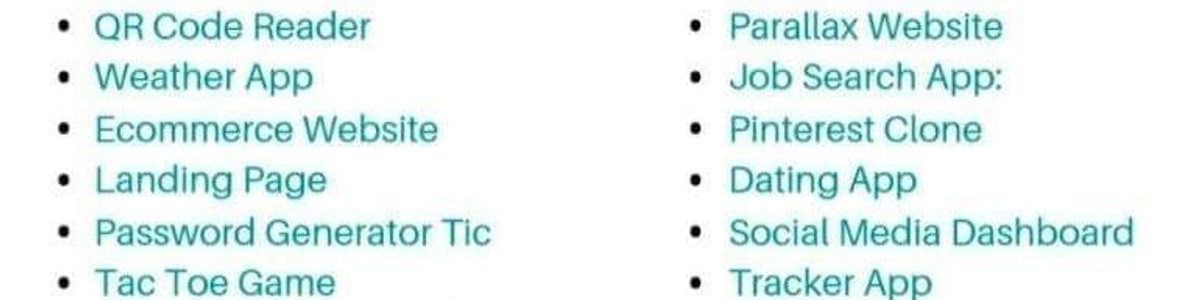 • QR Code Reader
• Weather App
• Ecommerce Website
• Landing Page
• Password Generator Tic
• Tac Toe Game
• Parallax Website
• Job Search App:
• Pinterest Clone
• Dating App
• Social Media Dashboard
• Tracker App